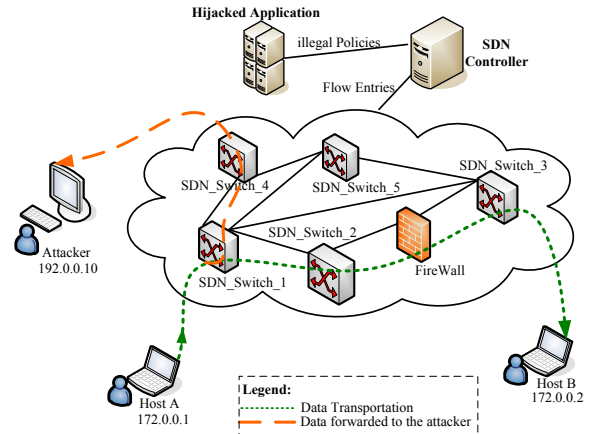 Hijacked Application
illegal Policies
SDN
Controller
Flow Entries
SDN_Switch_3
SDN_Switch_4
SDN_Switch_5
Attacker
192.0.0.10
SDN_Switch_2
FireWall
SDN_Switch_1
Host A
172.0.0.1
Host B
172.0.0.2
Legend:
Data Transportation
Data forwarded to the attacker